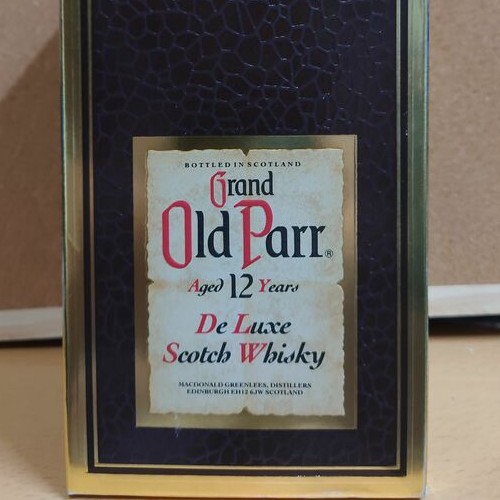 BOTTLED IN SCOTLAND
Grand
Old Parr®
Aged 12 Years
De Luxe
Scotch Whisky
MACDONALD GREENLEES, DISTILLERS
EDINBURGH EH12 6JW SCOTLAND